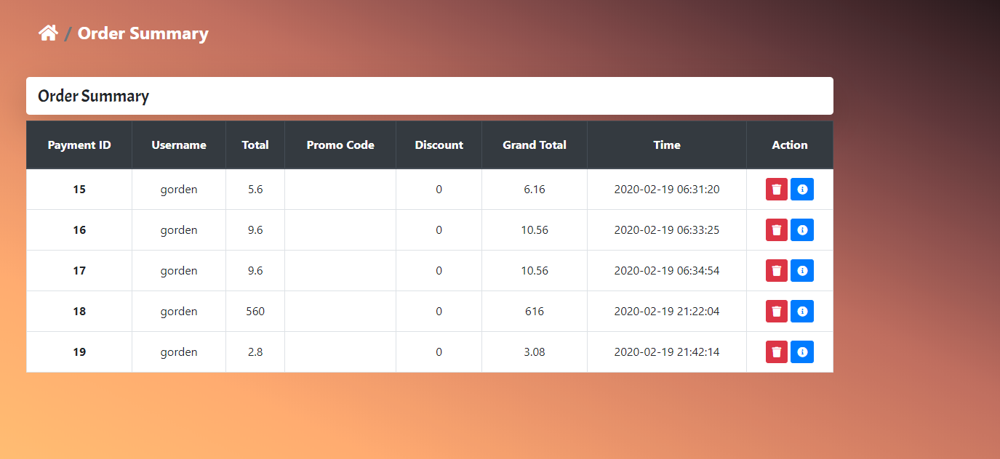 / Order Summary
Order Summary
Payment ID Username Total Promo Code Discount Grand Total Time Action
15 gorden 5.6 0 6.16 2020-02-19 06:31:20
16 gorden 9.6 0 10.56 2020-02-19 06:33:25
17 gorden 9.6 0 10.56 2020-02-19 06:34:54
18 gorden 560 0 616 2020-02-19 21:22:04
19 gorden 2.8 0 3.08 2020-02-19 21:42:14